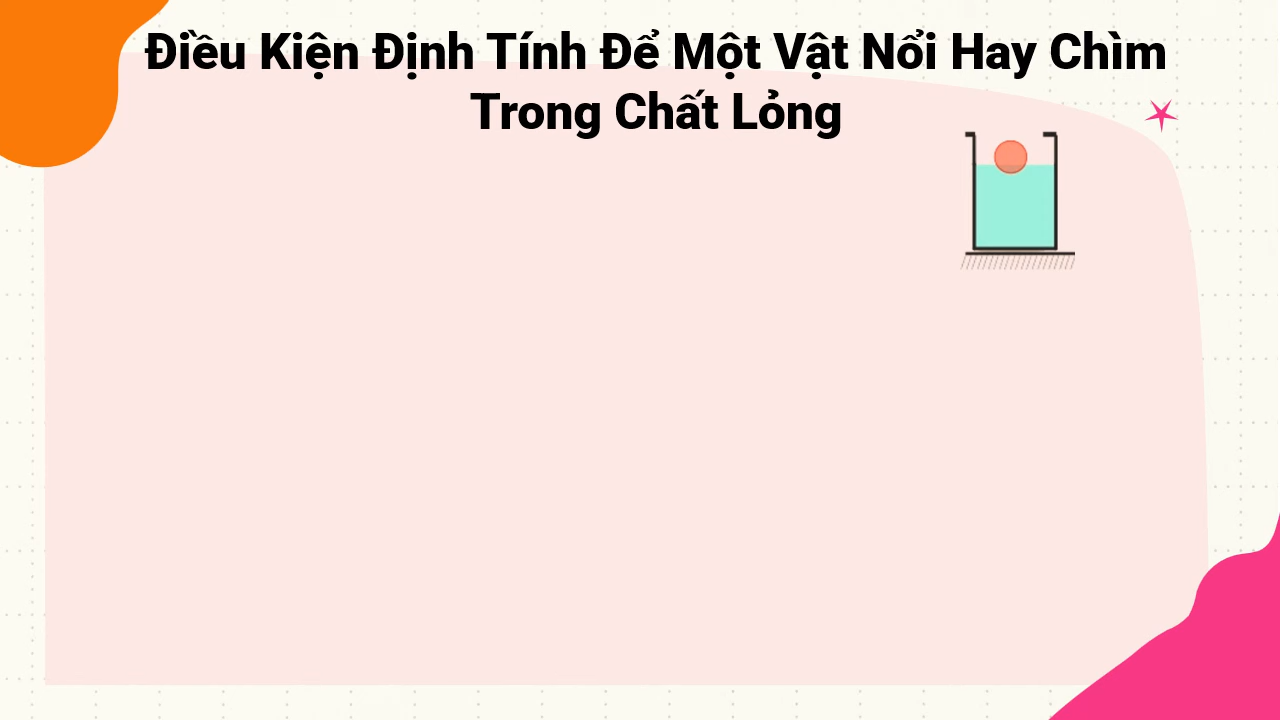 Điều Kiện Định Tính Để Một Vật Nổi Hay Chìm
Trong Chất Lỏng